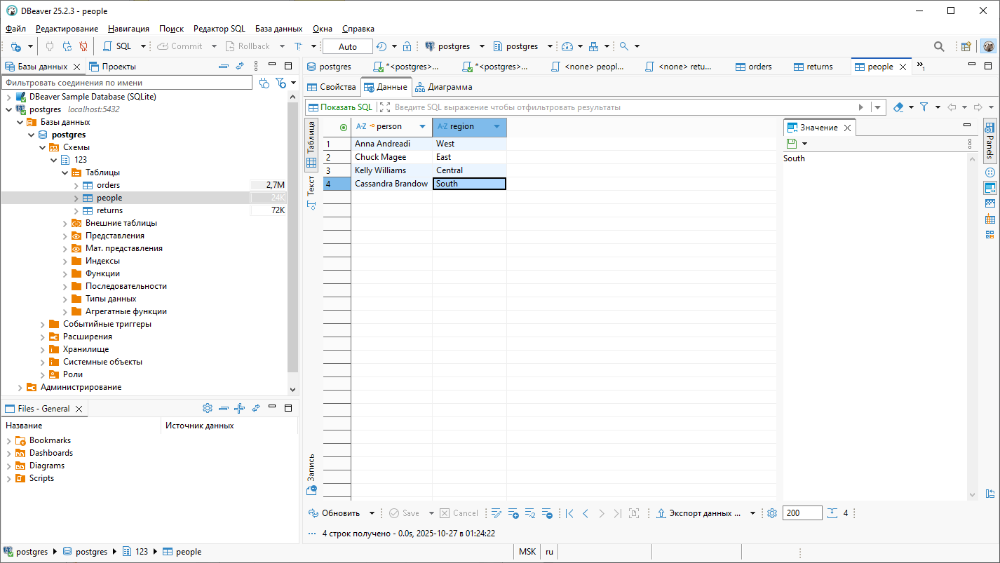 DBeaver 25.2.3 - people
Файл Редактирование Навигация Поиск Редактор SQL База данных Окна Справка
SQL Commit Rollback T Auto postgres postgres
Базы данных Проекты
Фильтровать соединения по имени
DBeaver Sample Database (SQLite)
postgres localhost:5432
Базы данных
postgres
Схемы
123
Таблицы
orders 2,7M
people 24K
returns 72K
Внешние таблицы
Представления
Мат. представления
Индексы
Функции
Последовательности
Типы данных
Агрегатные функции
Событийные триггеры
Расширения
Хранилище
Системные объекты
Роли
Администрирование
Files - General
Название Источник данных
Bookmarks
Dashboards
Diagrams
Scripts
postgres *<postgres>... *<postgres>... <none> peopl... <none> retu... orders returns people »1
Свойства Данные Диаграмма
Показать SQL Введите SQL выражение чтобы отфильтровать результаты
Таблица
Текст
Запись
A-Z person A-Z region
1 Anna Andreadi West
2 Chuck Magee East
3 Kelly Williams Central
4 Cassandra Brandow South
Значение
South
Panels
Обновить Save Cancel Экспорт данных ... 200 4
4 строк получено - 0.0s, 2025-10-27 в 01:24:22
postgres postgres 123 people MSK ru